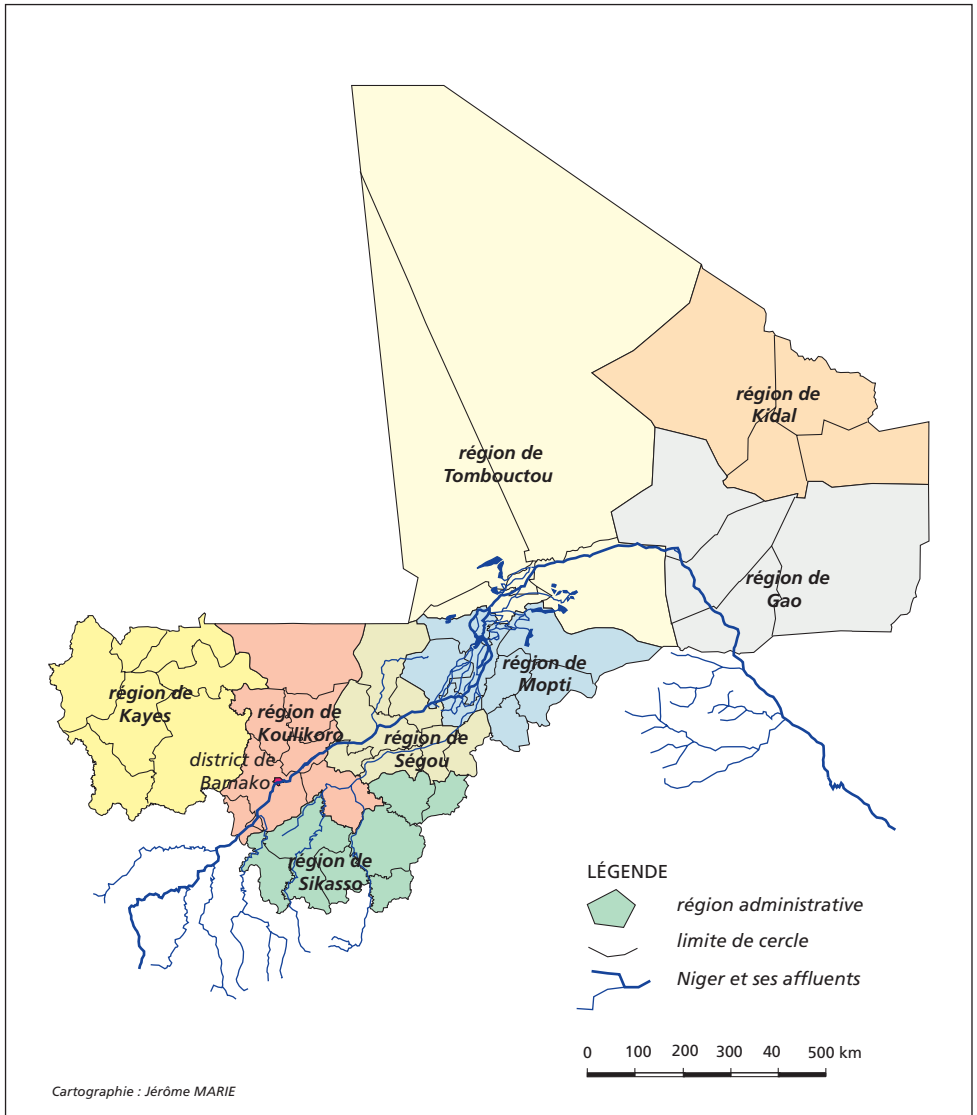 région de
Kidal
région de
Tombouctou
région de
Gao
région de
Mopti
région de
Kayes
région de
Koulikoro
région de
Ségou
district de
Bamako
région de
Sikasso
LÉGENDE
région administrative
limite de cercle
Niger et ses affluents
0 100 200 300 40 500 km
Cartographie : Jérôme MARIE